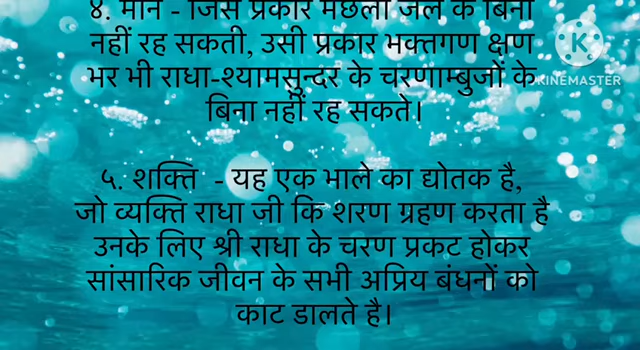 ४. मीन - जिस प्रकार मछली जल के बिना
नहीं रह सकती, उसी प्रकार भक्तगण क्षण
भर भी राधा-श्यामसुन्दर के चरणाम्बुजों के
बिना नहीं रह सकते।
K
KINEMASTER
५. शक्ति - यह एक भाले का द्योतक है,
जो व्यक्ति राधा जी कि शरण ग्रहण करता है
उनके लिए श्री राधा के चरण प्रकट होकर
सांसारिक जीवन के सभी अप्रिय बंधनों को
काट डालते है।